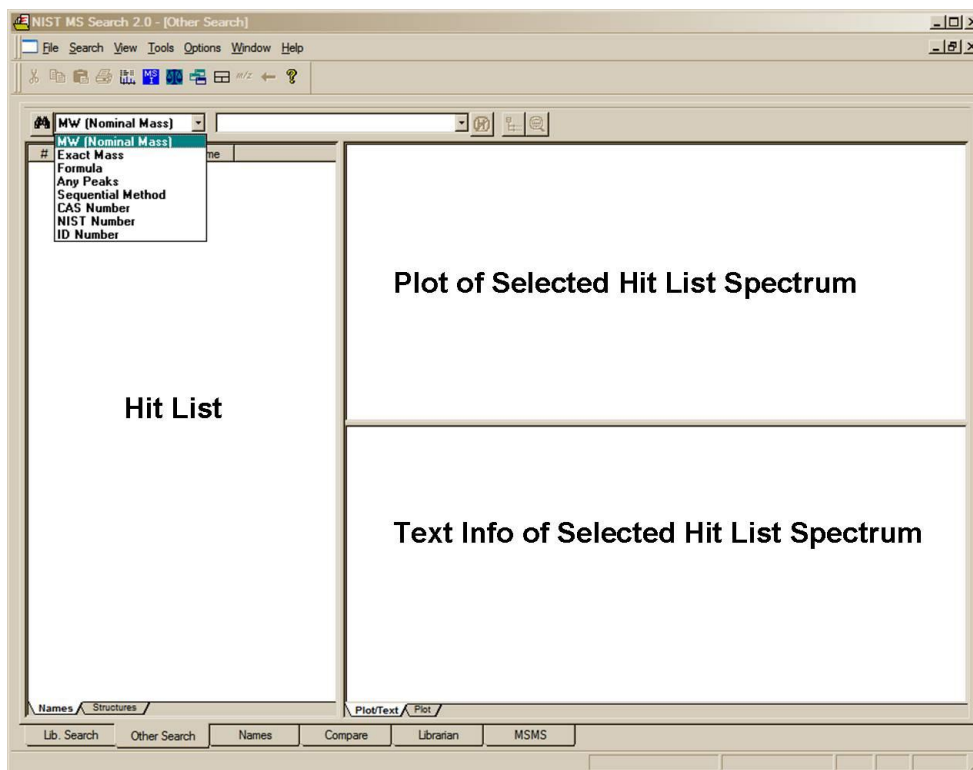 NIST MS Search 2.0 - [Other Search]
File Search View Tools Options Window Help
MW (Nominal Mass)
MW (Nominal Mass)
# me
Exact Mass
Formula
Any Peaks
Sequential Method
CAS Number
NIST Number
ID Number
Plot of Selected Hit List Spectrum
Hit List
Text Info of Selected Hit List Spectrum
Names Structures
Plot/Text Plot
Lib. Search Other Search Names Compare Librarian MSMS